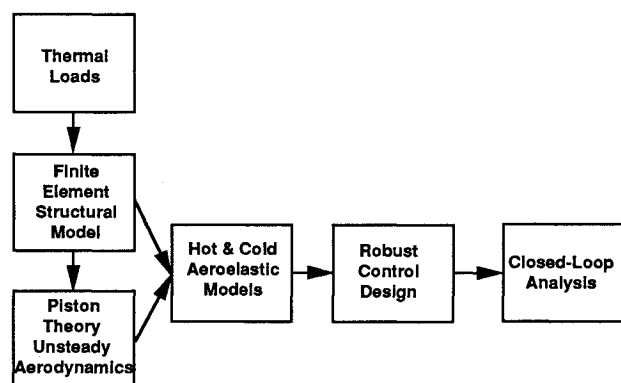 Thermal
Loads
Finite
Element
Structural
Model
Piston
Theory
Unsteady
Aerodynamics
Hot & Cold
Aeroelastic
Models
Robust
Control
Design
Closed-Loop
Analysis